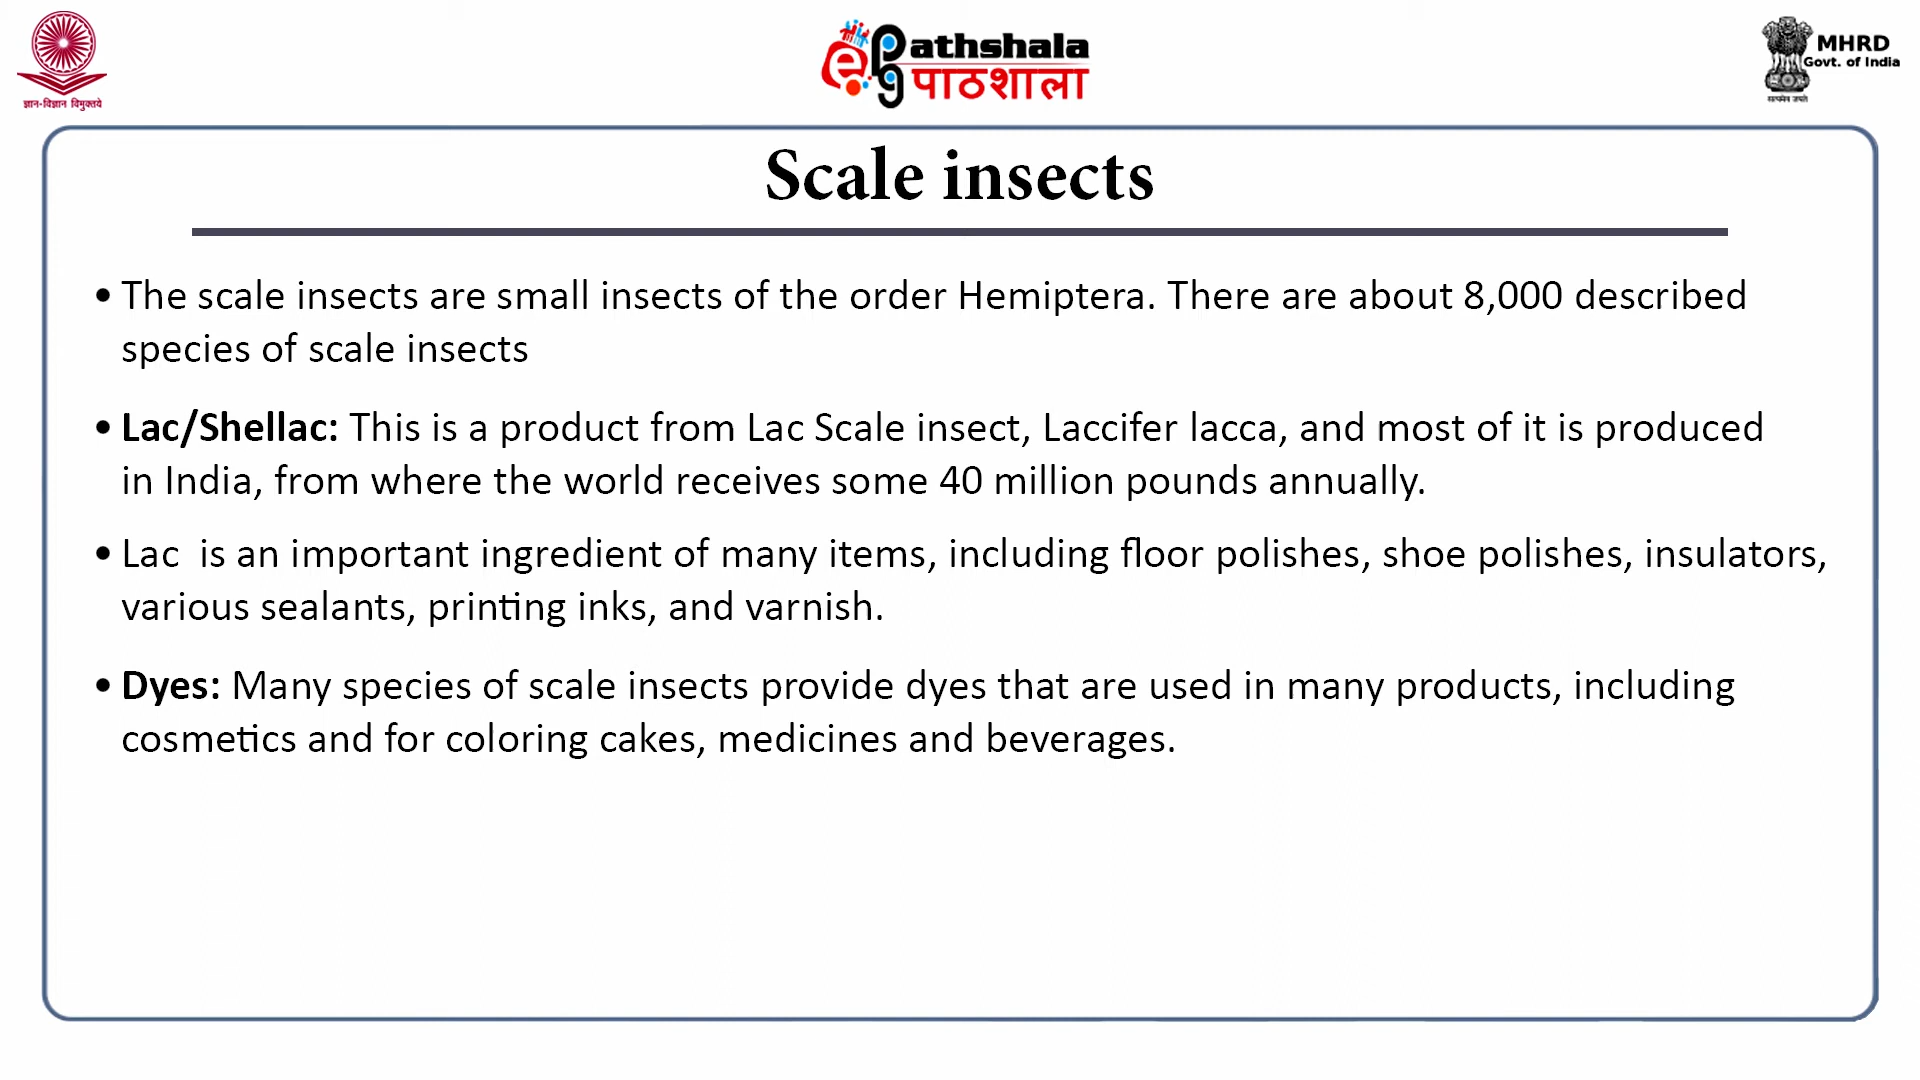 ज्ञान-विज्ञान विमुक्तये
ePathshala
पाठशाला
MHRD
Govt. of India
सत्यमेव जयते
Scale insects
• The scale insects are small insects of the order Hemiptera. There are about 8,000 described
species of scale insects
• Lac/Shellac: This is a product from Lac Scale insect, Laccifer lacca, and most of it is produced
in India, from where the world receives some 40 million pounds annually.
• Lac is an important ingredient of many items, including floor polishes, shoe polishes, insulators,
various sealants, printing inks, and varnish.
• Dyes: Many species of scale insects provide dyes that are used in many products, including
cosmetics and for coloring cakes, medicines and beverages.